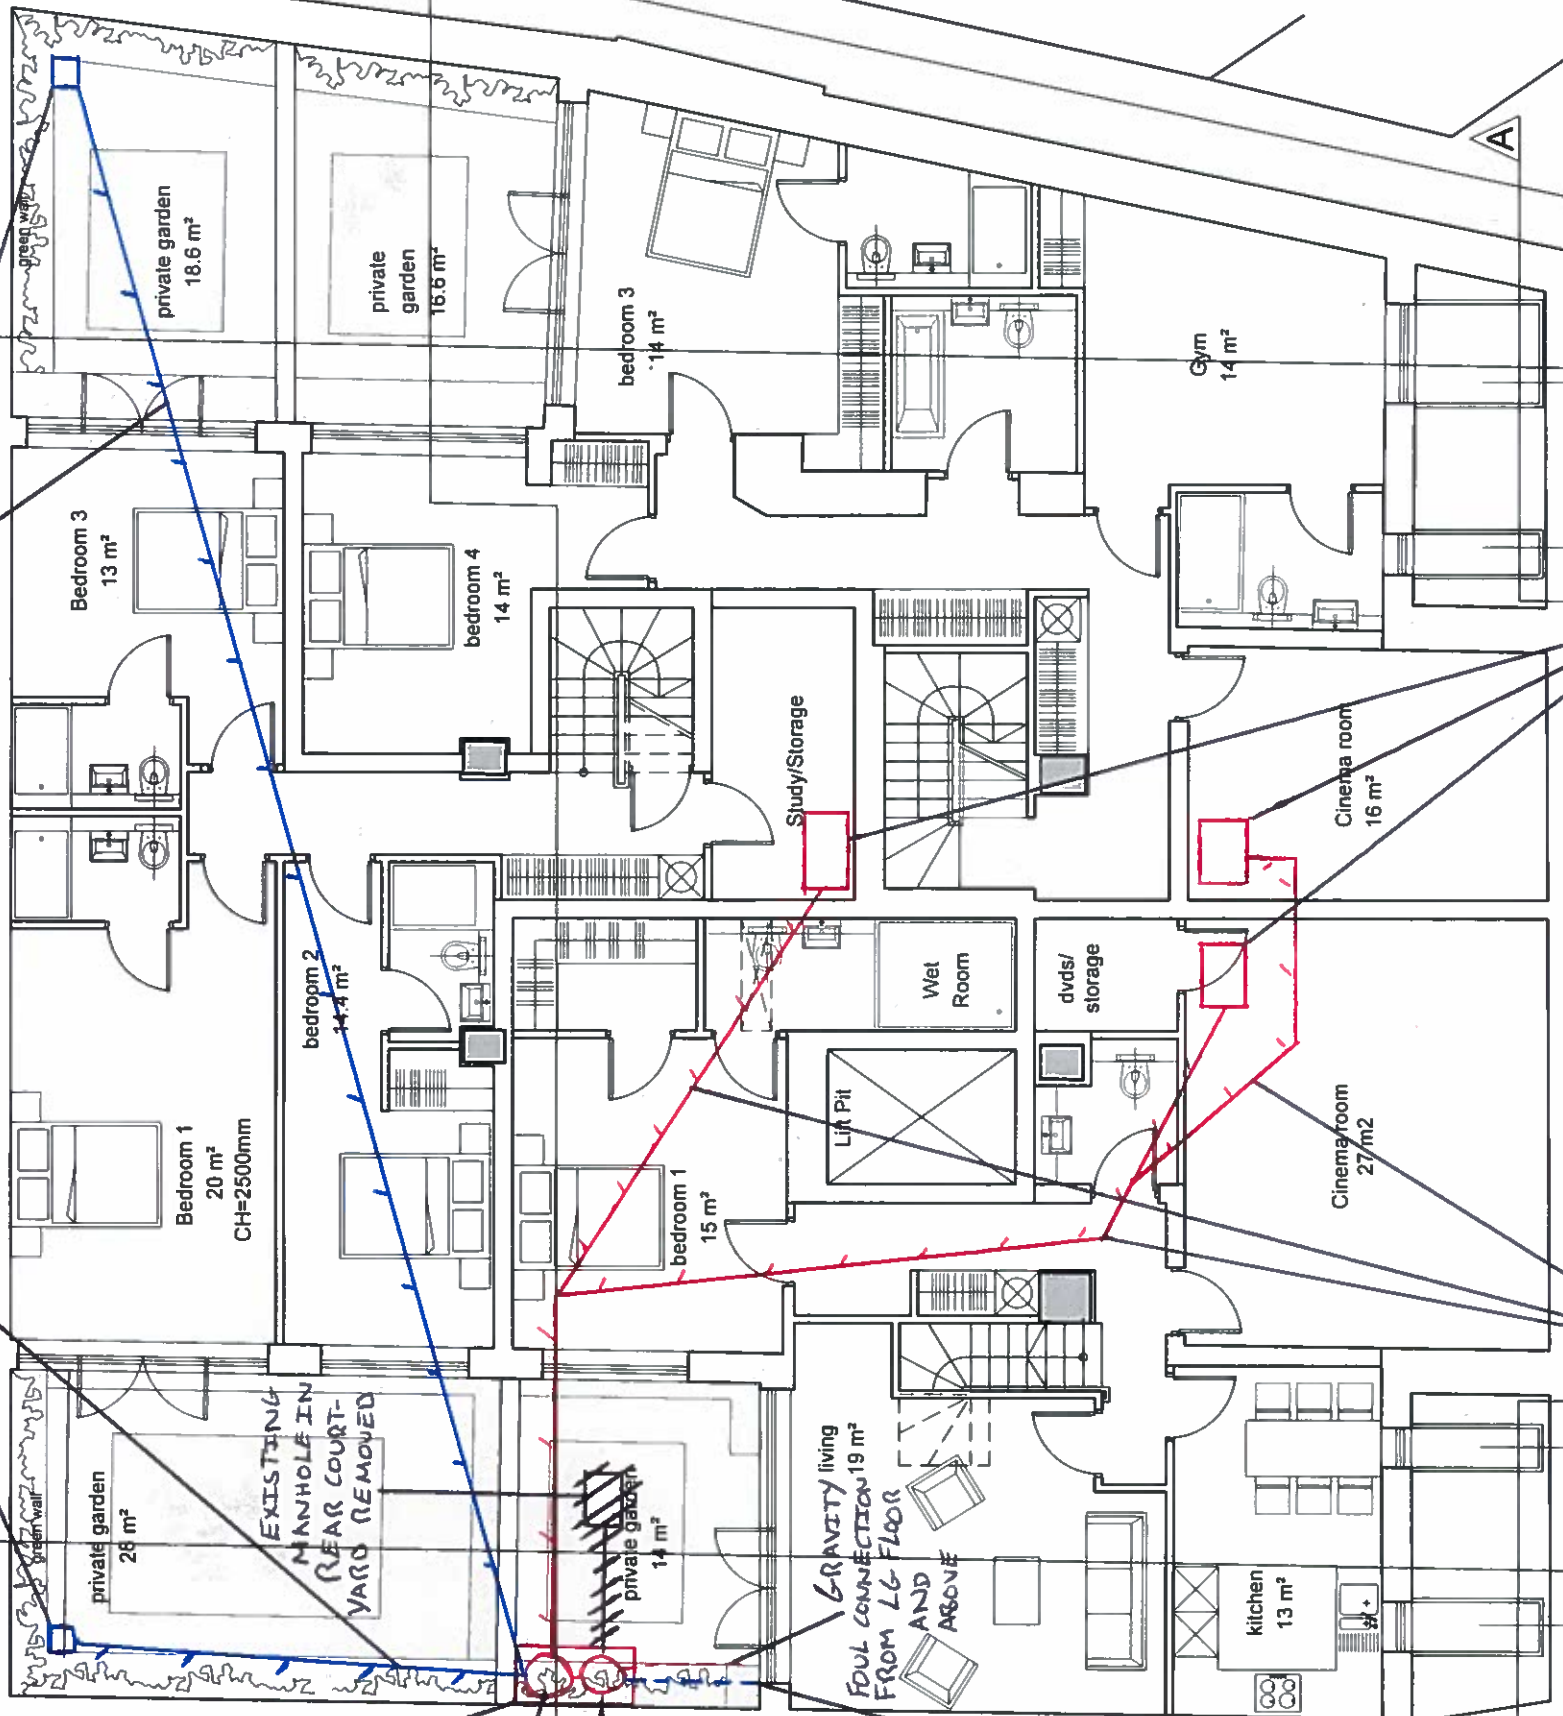 green wall
private garden
18.6 m²
private
garden
16.6 m²
bedroom 3
14 m²
Gym
14 m²
A
Bedroom 3
13 m²
bedroom 4
14 m²
Study/Storage
Cinema room
16 m²
bedroom 2
14.4 m²
Wet
Room
dvds/
storage
Bedroom 1
20 m²
CH=2500mm
bedroom 1
15 m²
Lift Pit
Cinema room
27 m2
green wall
private garden
28 m²
EXISTING
MANHOLE IN
REAR COURT-
YARD REMOVED
private garden
14 m²
living
19 m²
GRAVITY
FOUL CONNECTION
FROM LG FLOOR
AND
ABOVE
kitchen
13 m²